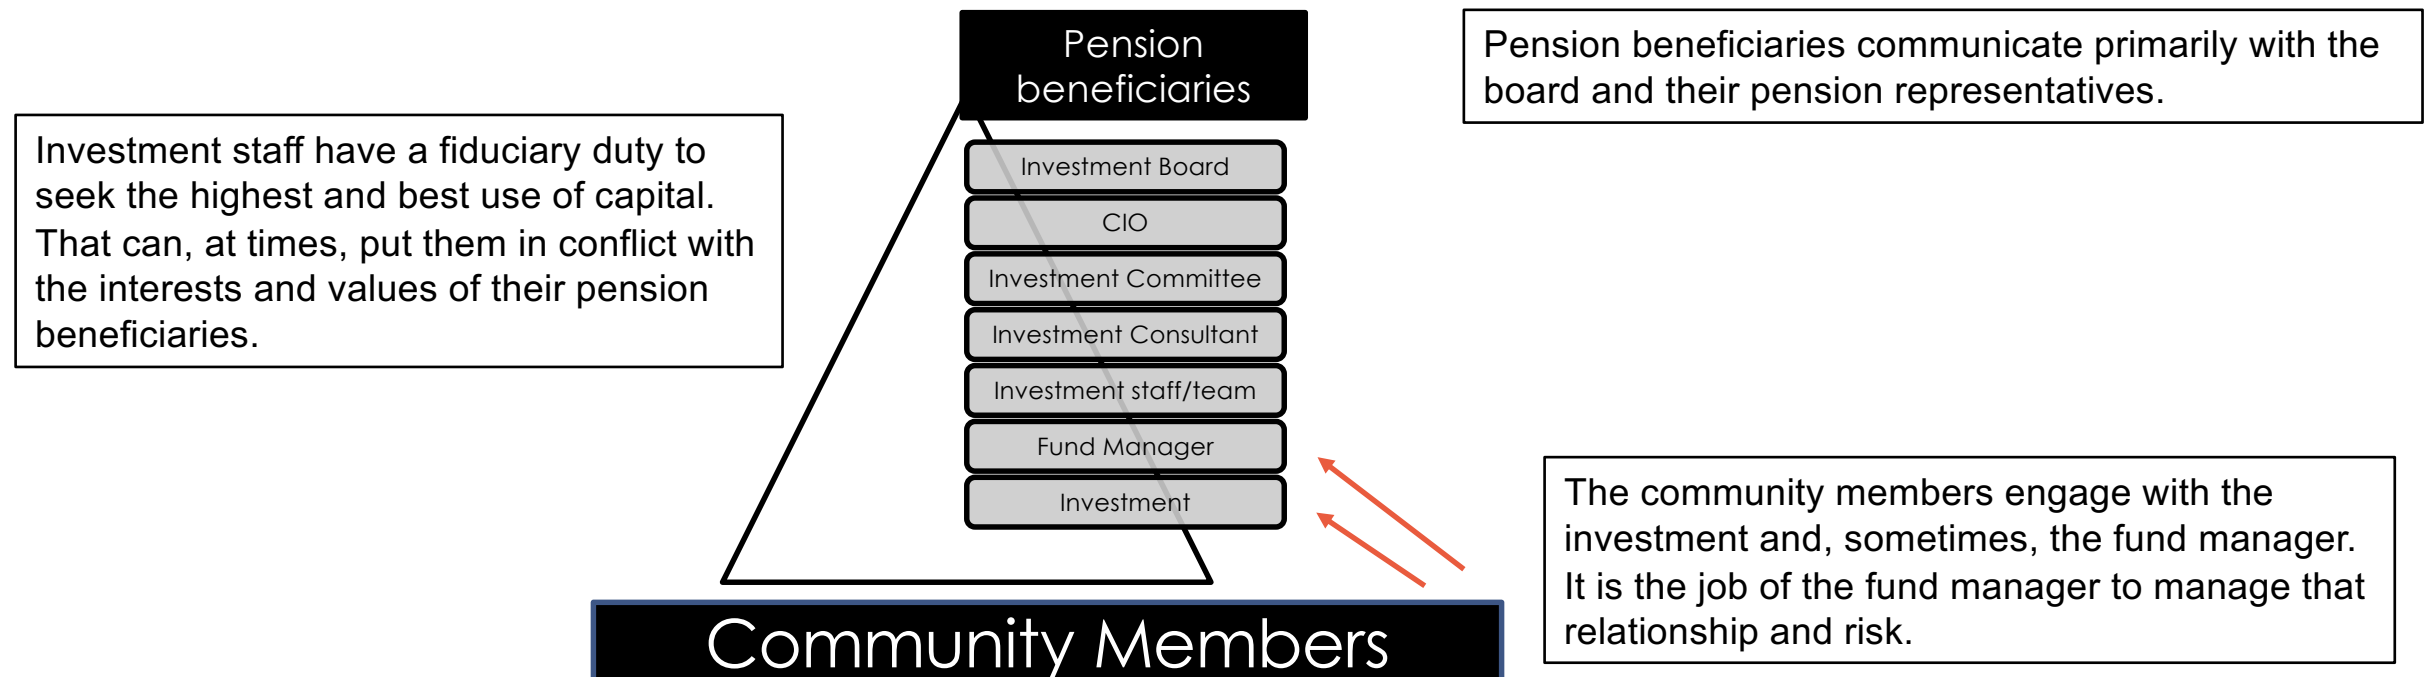 Pension
beneficiaries
Pension beneficiaries communicate primarily with the
board and their pension representatives.
Investment staff have a fiduciary duty to
seek the highest and best use of capital.
That can, at times, put them in conflict with
the interests and values of their pension
beneficiaries.
Investment Board
CIO
Investment Committee
Investment Consultant
Investment staff/team
Fund Manager
Investment
The community members engage with the
investment and, sometimes, the fund manager.
It is the job of the fund manager to manage that
relationship and risk.
Community Members